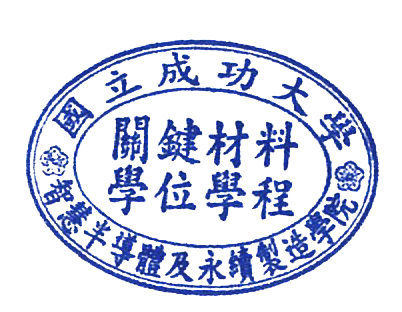 國立成功大學
關鍵材料
學位學程
智慧半導體及永續製造學院